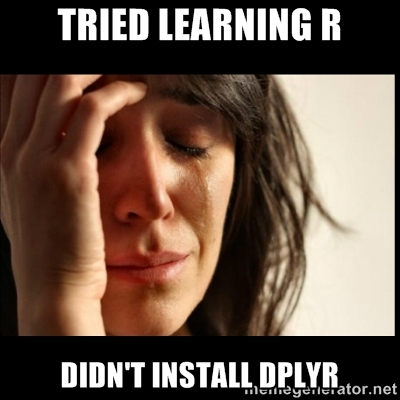 TRIED LEARNING R
DIDN'T INSTALL DPLYR
memegenerator.net